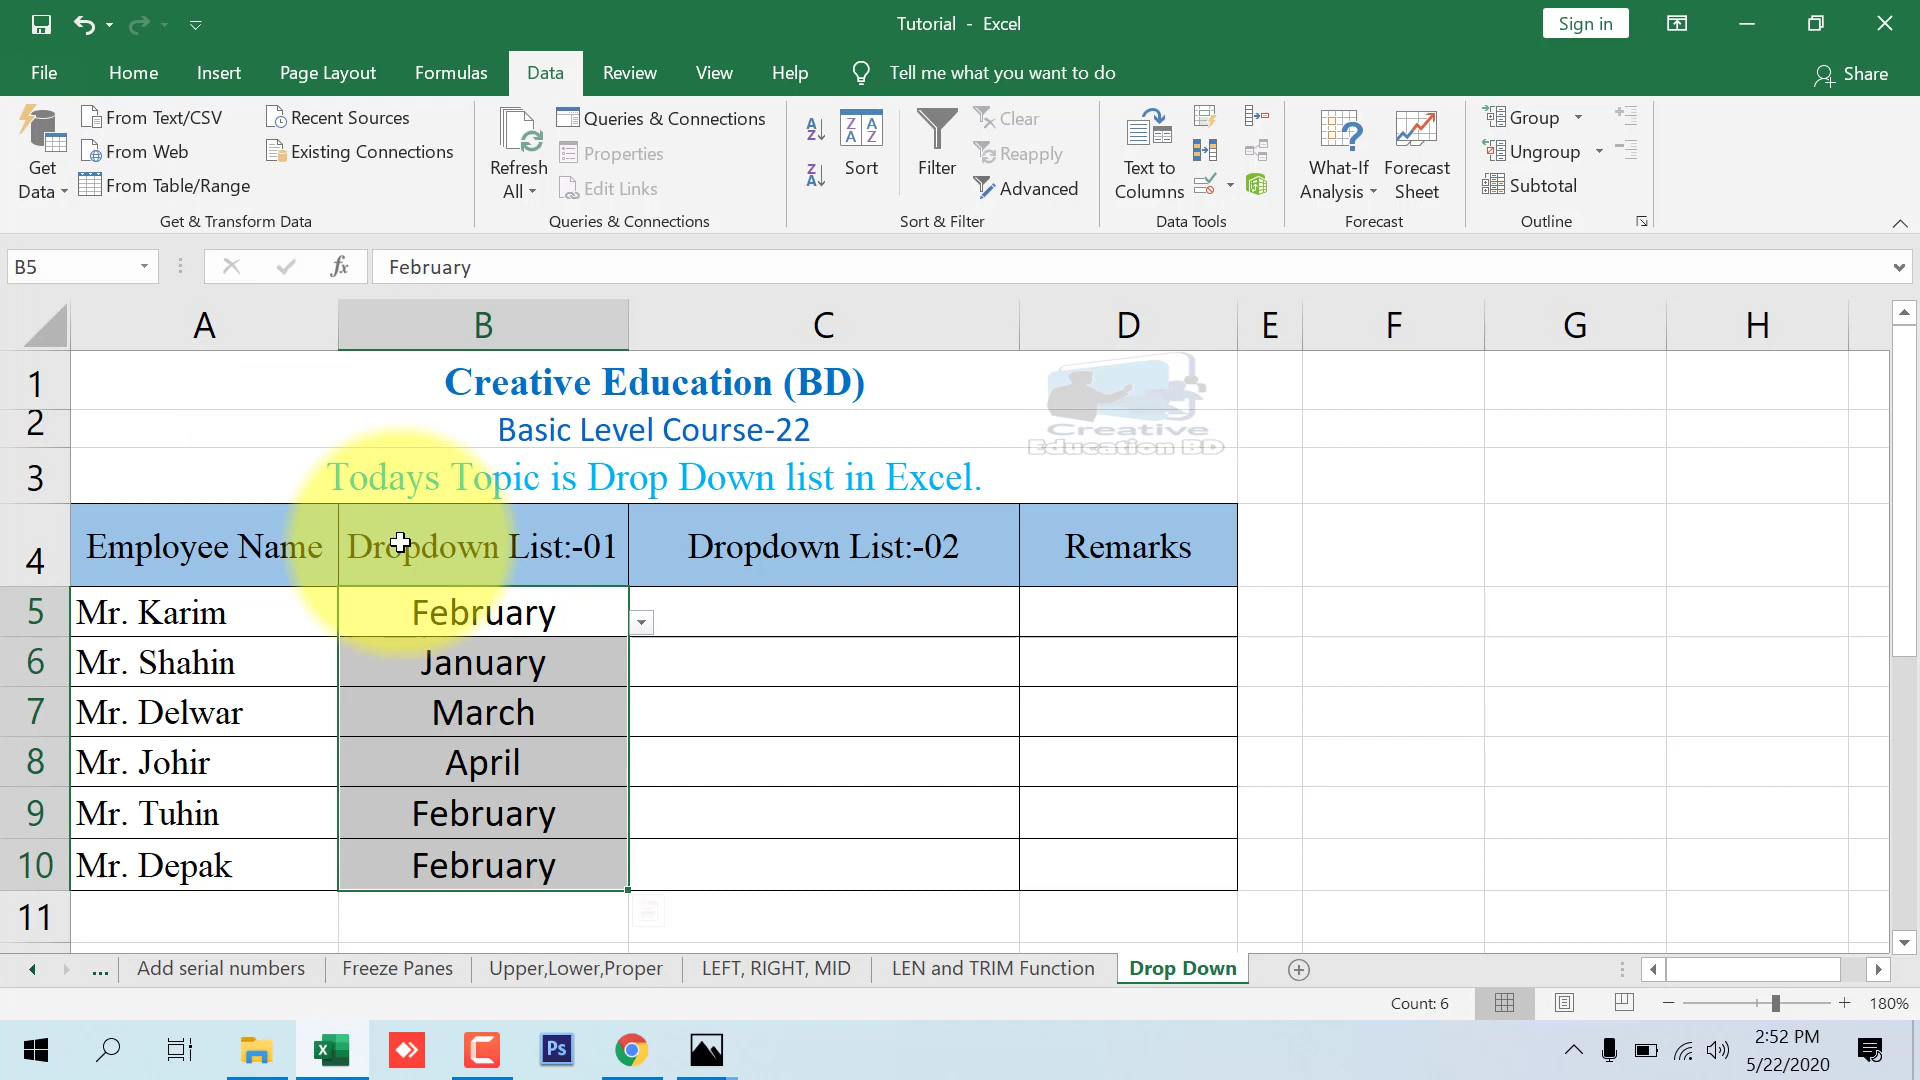 Tutorial - Excel
Sign in
File Home Insert Page Layout Formulas Data Review View Help Tell me what you want to do Share
Get Data
From Text/CSV
From Web
From Table/Range
Recent Sources
Existing Connections
Get & Transform Data
Refresh All
Queries & Connections
Properties
Edit Links
Queries & Connections
Sort
Filter
Clear
Reapply
Advanced
Sort & Filter
Text to Columns
Data Tools
What-If Analysis
Forecast Sheet
Forecast
Group
Ungroup
Subtotal
Outline
B5 fx February
A B C D E F G H
1 Creative Education (BD)
Creative
Education BD
2 Basic Level Course-22
3 Todays Topic is Drop Down list in Excel.
4 Employee Name Dropdown List:-01 Dropdown List:-02 Remarks
5 Mr. Karim February
6 Mr. Shahin January
7 Mr. Delwar March
8 Mr. Johir April
9 Mr. Tuhin February
10 Mr. Depak February
11
... Add serial numbers Freeze Panes Upper,Lower,Proper LEFT, RIGHT, MID LEN and TRIM Function Drop Down
Count: 6 180%
Ps
2:52 PM
5/22/2020